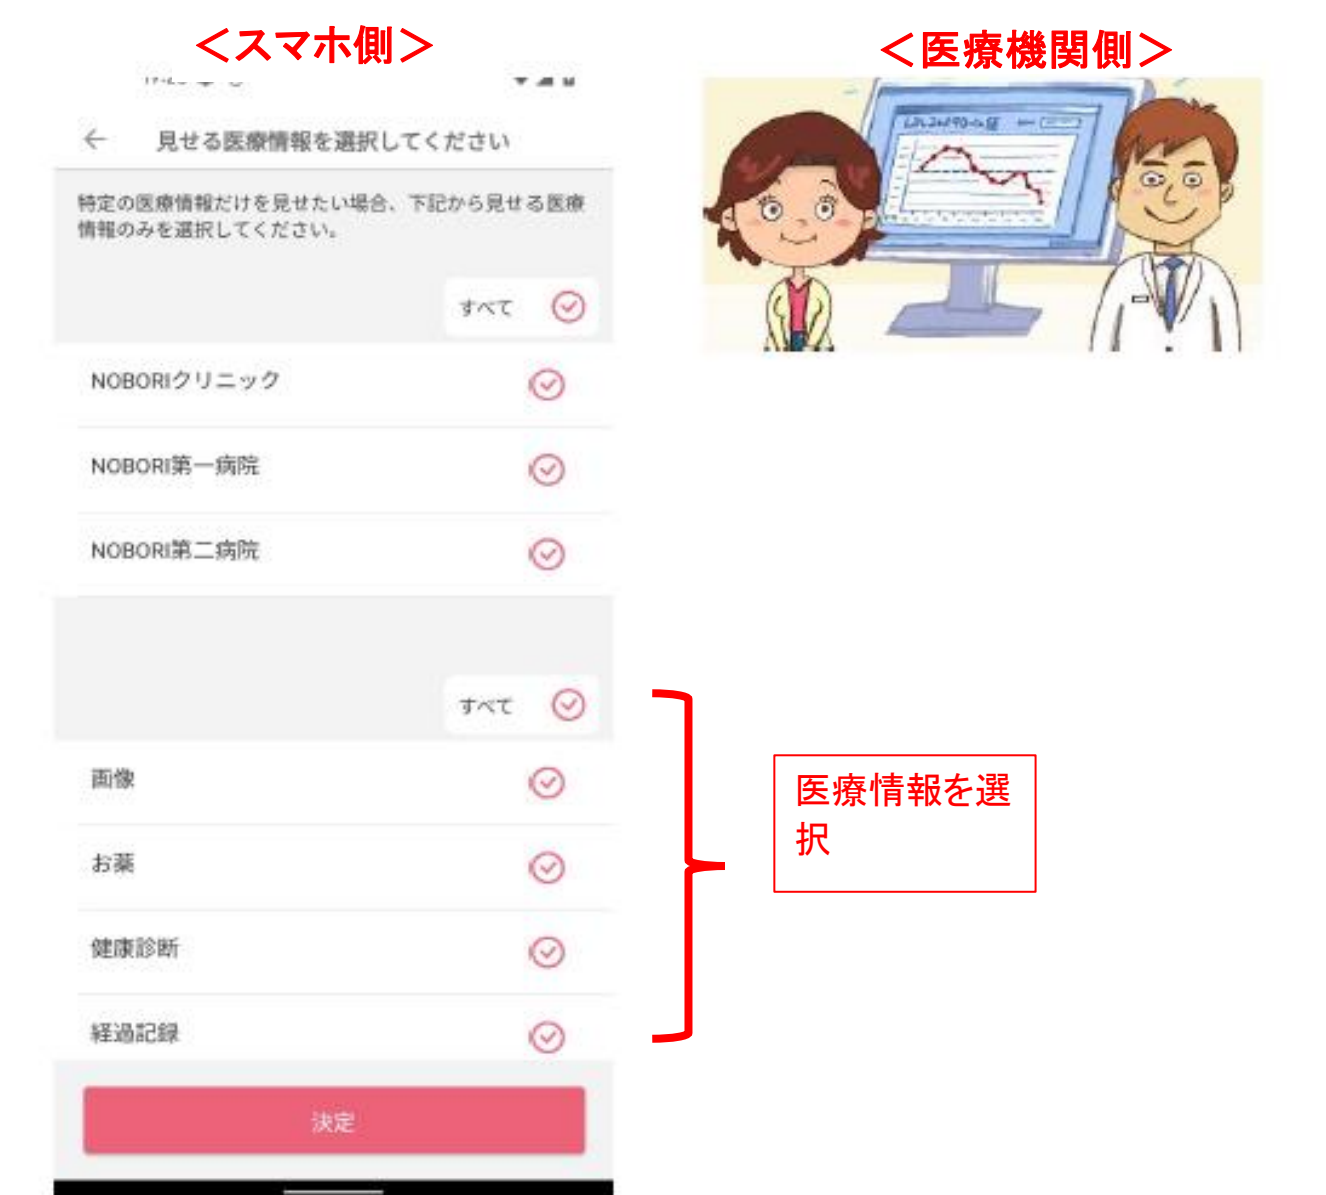 ＜スマホ側＞
＜医療機関側＞
← 見せる医療情報を選択してください
特定の医療情報だけを見せたい場合、下記から見せる医療
情報のみを選択してください。
すべて
NOBORIクリニック
NOBORI第一病院
NOBORI第二病院
すべて
画像
お薬
健康診断
経過記録
決定
医療情報を選
択